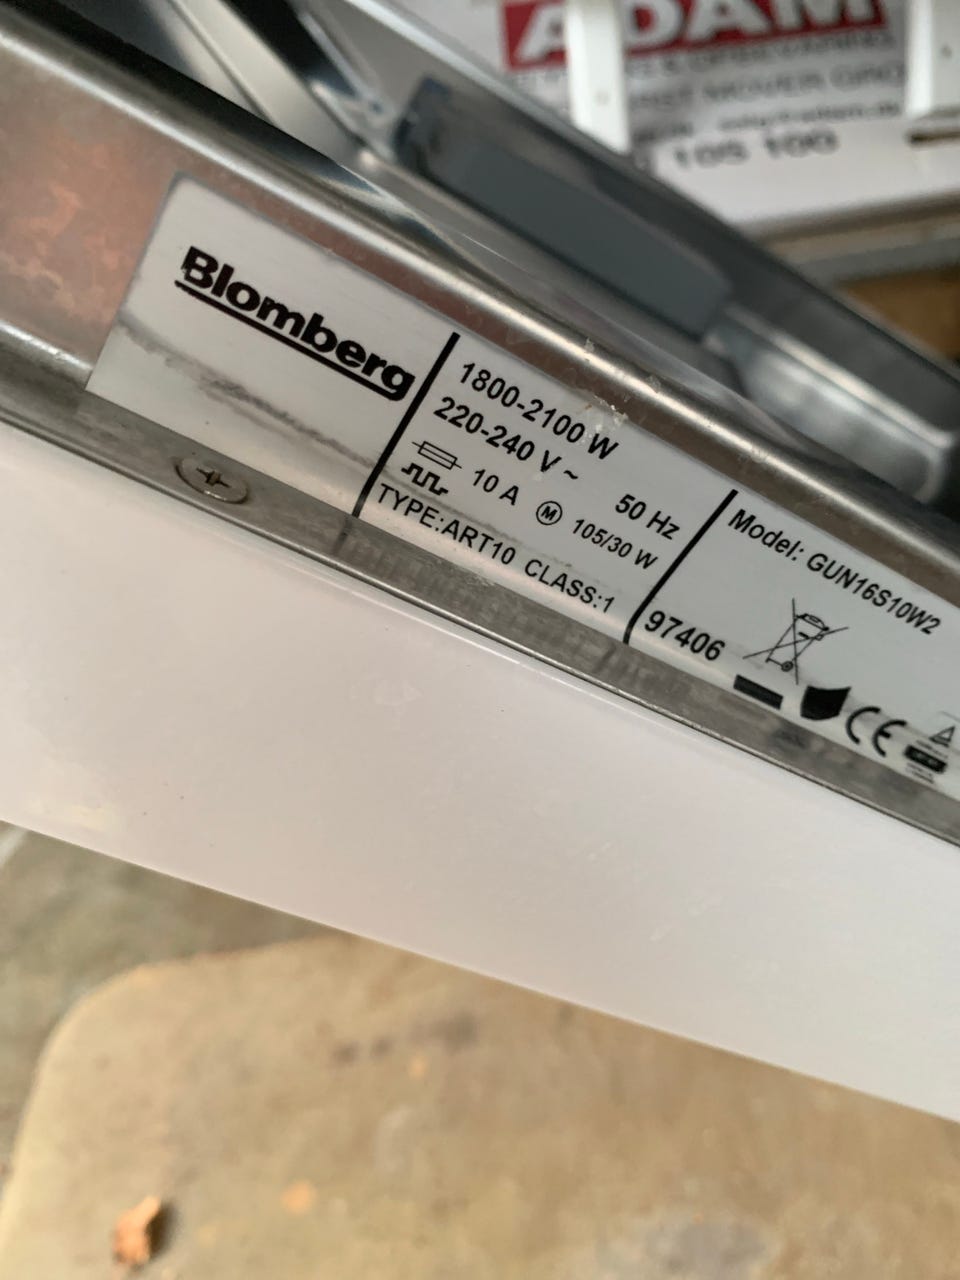 ADAM
105 100
Blomberg
1800-2100 W
220-240 V ~ 50 Hz
10 A M 105/30 W
TYPE:ART10 CLASS:1
Model: GUN16S10W2
97406
CE